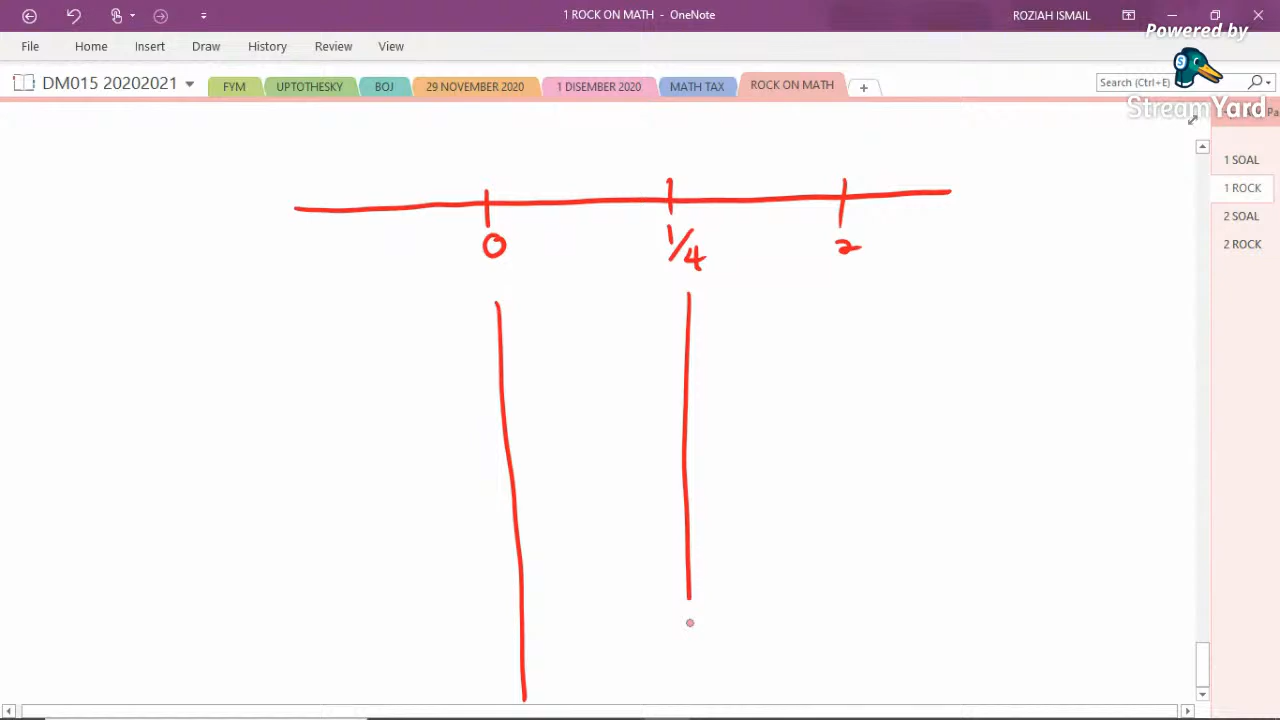 1 ROCK ON MATH - OneNote
ROZIAH ISMAIL
Powered by
StreamYard
File Home Insert Draw History Review View
DM015 20202021
FYM UPTOTHESKY BOJ 29 NOVEMBER 2020 1 DISEMBER 2020 MATH TAX ROCK ON MATH +
Search (Ctrl+E)
Pa
1 SOAL
1 ROCK
2 SOAL
2 ROCK
0 1/4 2